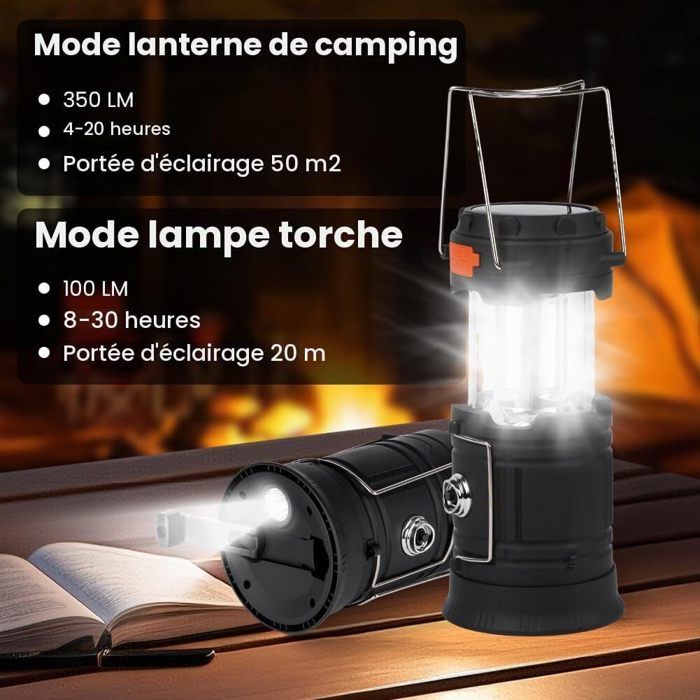 Mode lanterne de camping
350 LM
4-20 heures
Portée d'éclairage 50 m2
Mode lampe torche
100 LM
8-30 heures
Portée d'éclairage 20 m